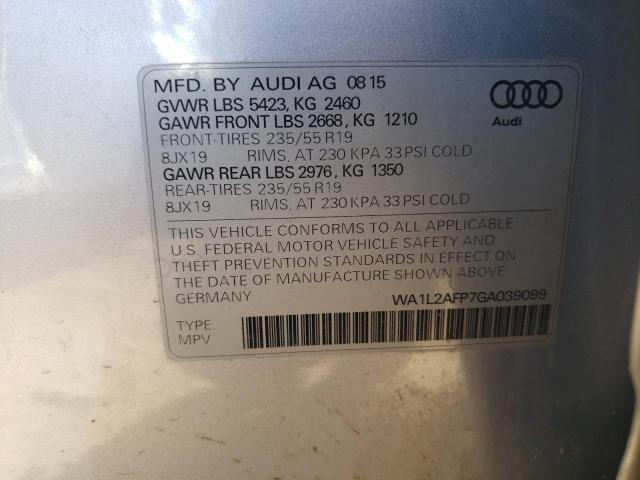 MFD. BY AUDI AG 08 15
GVWR LBS 5423, KG 2460
GAWR FRONT LBS 2668, KG 1210
FRONT-TIRES 235/55 R19
8JX19 RIMS, AT 230 KPA 33 PSI COLD
GAWR REAR LBS 2976, KG 1350
REAR-TIRES 235/55 R19
8JX19 RIMS, AT 230 KPA 33 PSI COLD
Audi
THIS VEHICLE CONFORMS TO ALL APPLICABLE
U.S. FEDERAL MOTOR VEHICLE SAFETY AND
THEFT PREVENTION STANDARDS IN EFFECT ON
THE DATE OF MANUFACTURE SHOWN ABOVE
GERMANY WA1L2AFP7GA039099
TYPE:
MPV